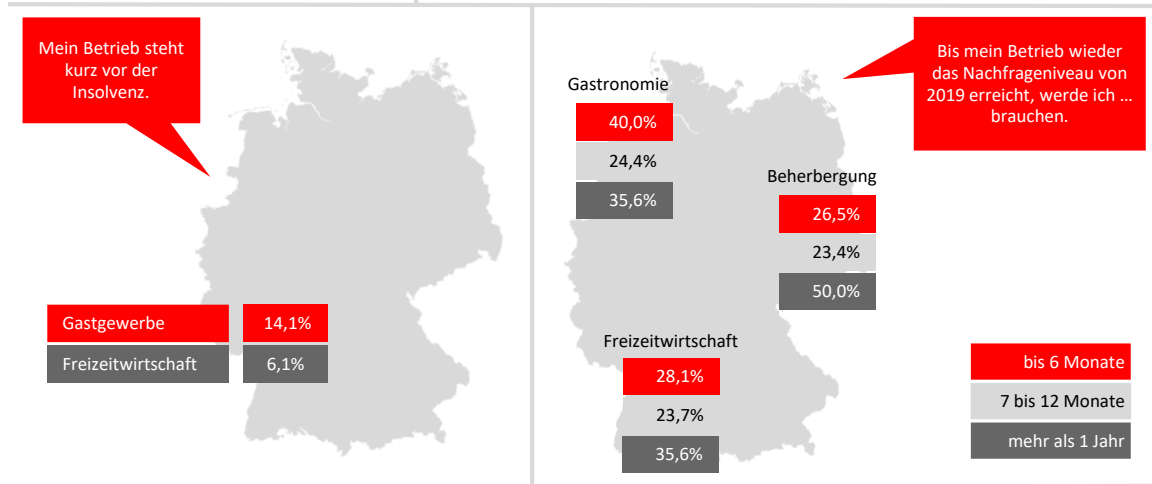 Mein Betrieb steht
kurz vor der
Insolvenz.
Gastgewerbe 14,1%
Freizeitwirtschaft 6,1%
Bis mein Betrieb wieder
das Nachfrageniveau von
2019 erreicht, werde ich …
brauchen.
Gastronomie
40,0%
24,4%
35,6%
Beherbergung
26,5%
23,4%
50,0%
Freizeitwirtschaft
28,1%
23,7%
35,6%
bis 6 Monate
7 bis 12 Monate
mehr als 1 Jahr